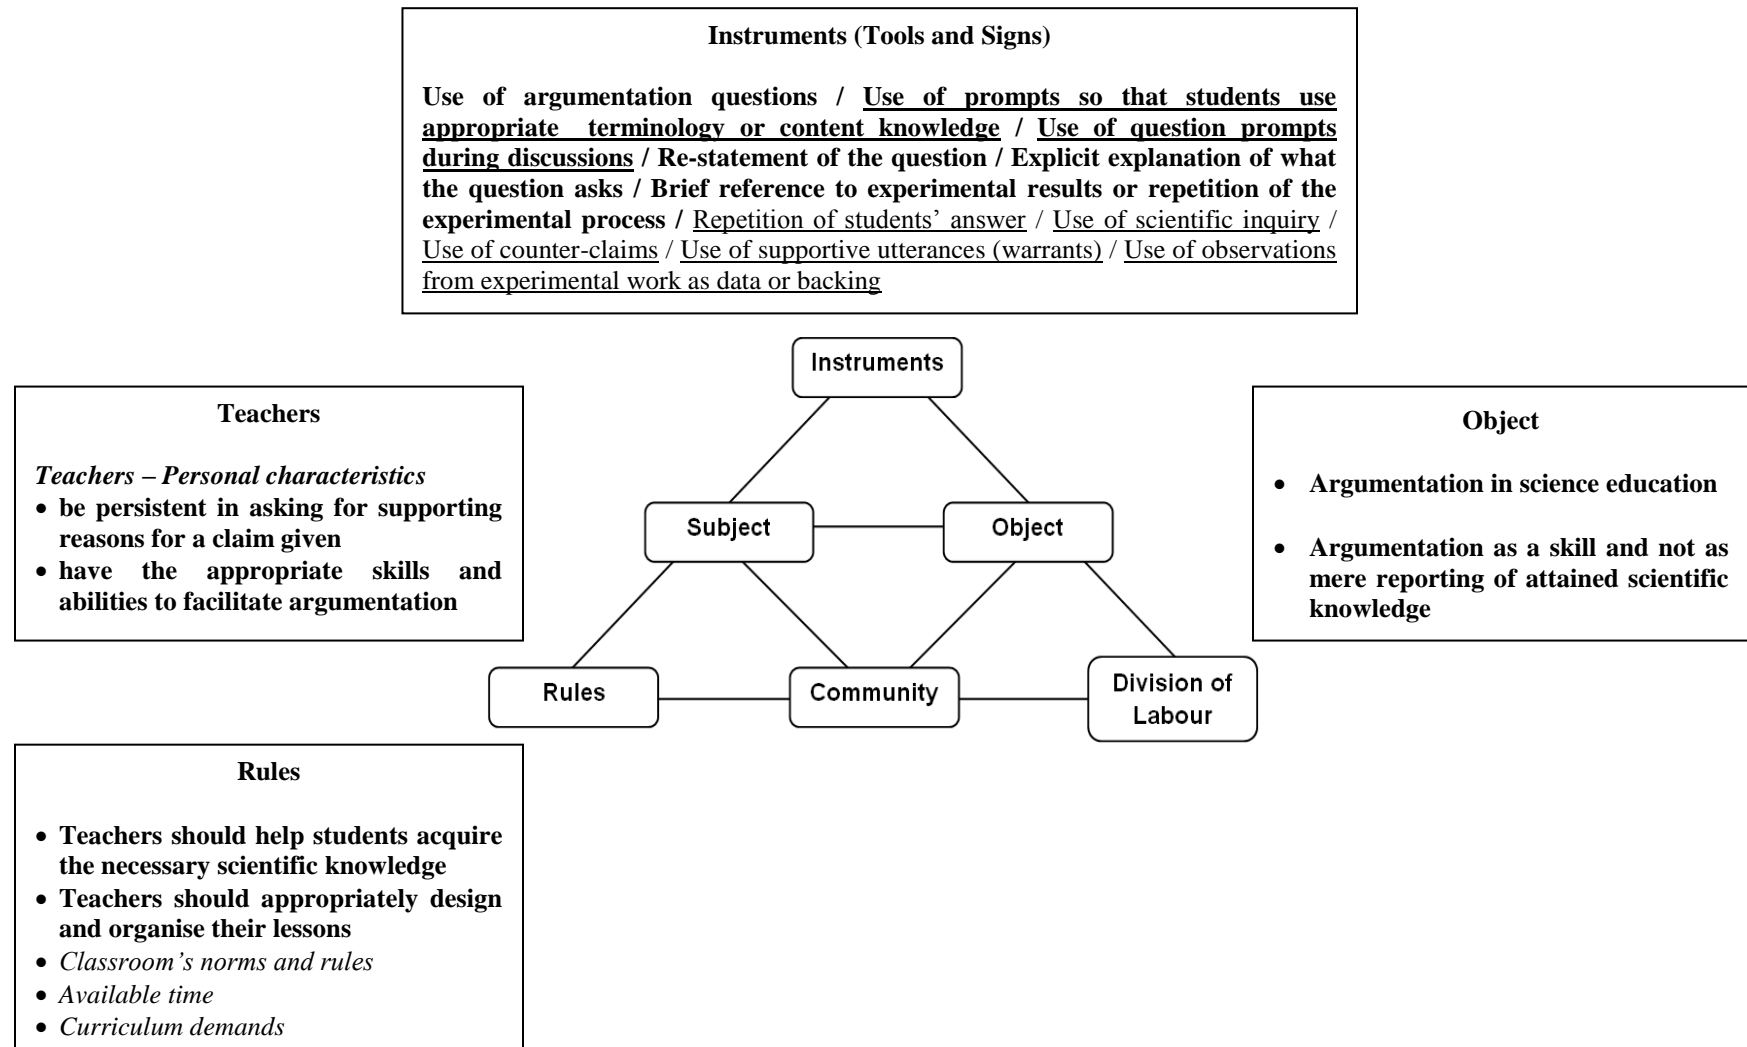 Instruments (Tools and Signs)
Use of argumentation questions / Use of prompts so that students use
appropriate terminology or content knowledge / Use of question prompts
during discussions / Re-statement of the question / Explicit explanation of what
the question asks / Brief reference to experimental results or repetition of the
experimental process / Repetition of students’ answer / Use of scientific inquiry /
Use of counter-claims / Use of supportive utterances (warrants) / Use of observations
from experimental work as data or backing
Instruments
Teachers
Teachers – Personal characteristics
• be persistent in asking for supporting
reasons for a claim given
• have the appropriate skills and
abilities to facilitate argumentation
Subject
Object
Object
• Argumentation in science education
• Argumentation as a skill and not as
mere reporting of attained scientific
knowledge
Rules
Community
Division of
Labour
Rules
• Teachers should help students acquire
the necessary scientific knowledge
• Teachers should appropriately design
and organise their lessons
• Classroom’s norms and rules
• Available time
• Curriculum demands